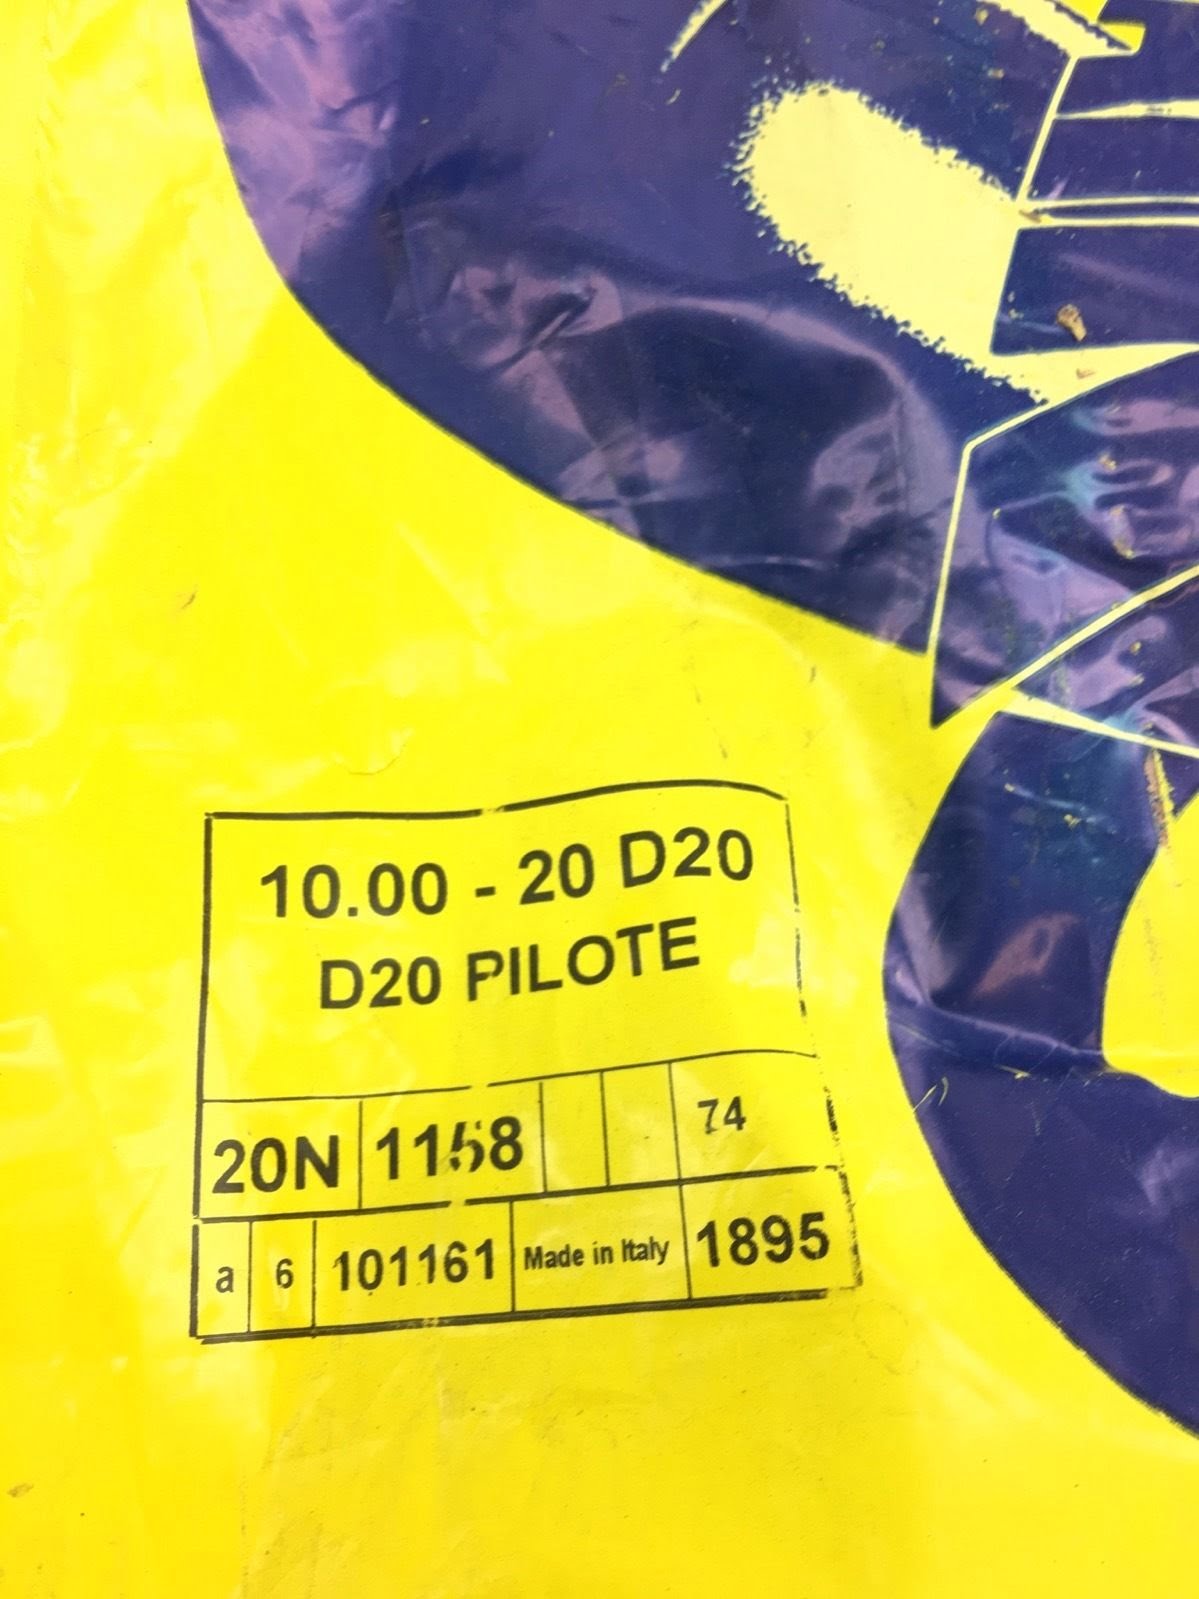 10.00 - 20 D20
D20 PILOTE
20N 1158 74
a 6 101161 Made in Italy 1895